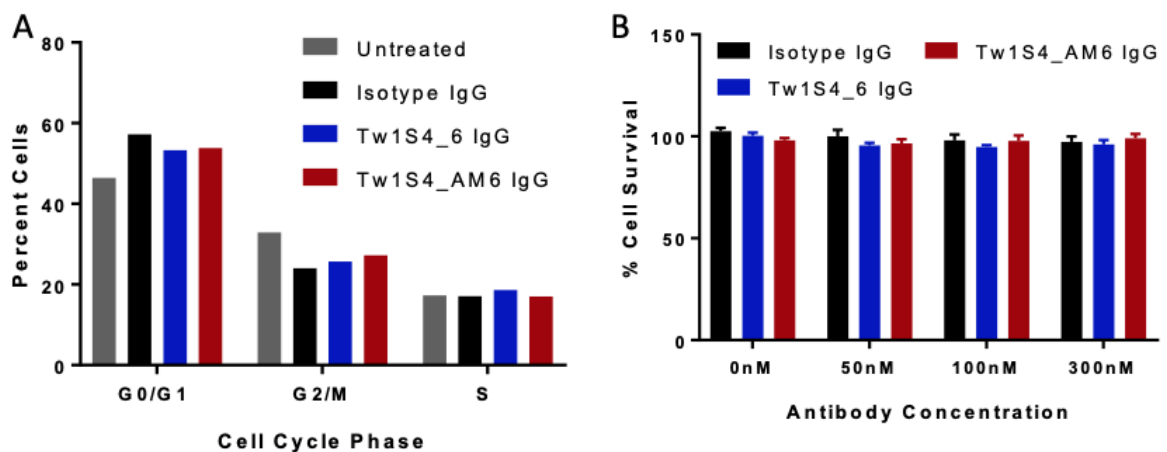 A
80
60
40
20
0
Percent Cells
Untreated
Isotype IgG
Tw1S4_6 IgG
Tw1S4_AM6 IgG
G0/G1
G2/M
S
Cell Cycle Phase
B
150
100
50
0
% Cell Survival
Isotype IgG
Tw1S4_AM6 IgG
Tw1S4_6 IgG
0nM
50nM
100nM
300nM
Antibody Concentration